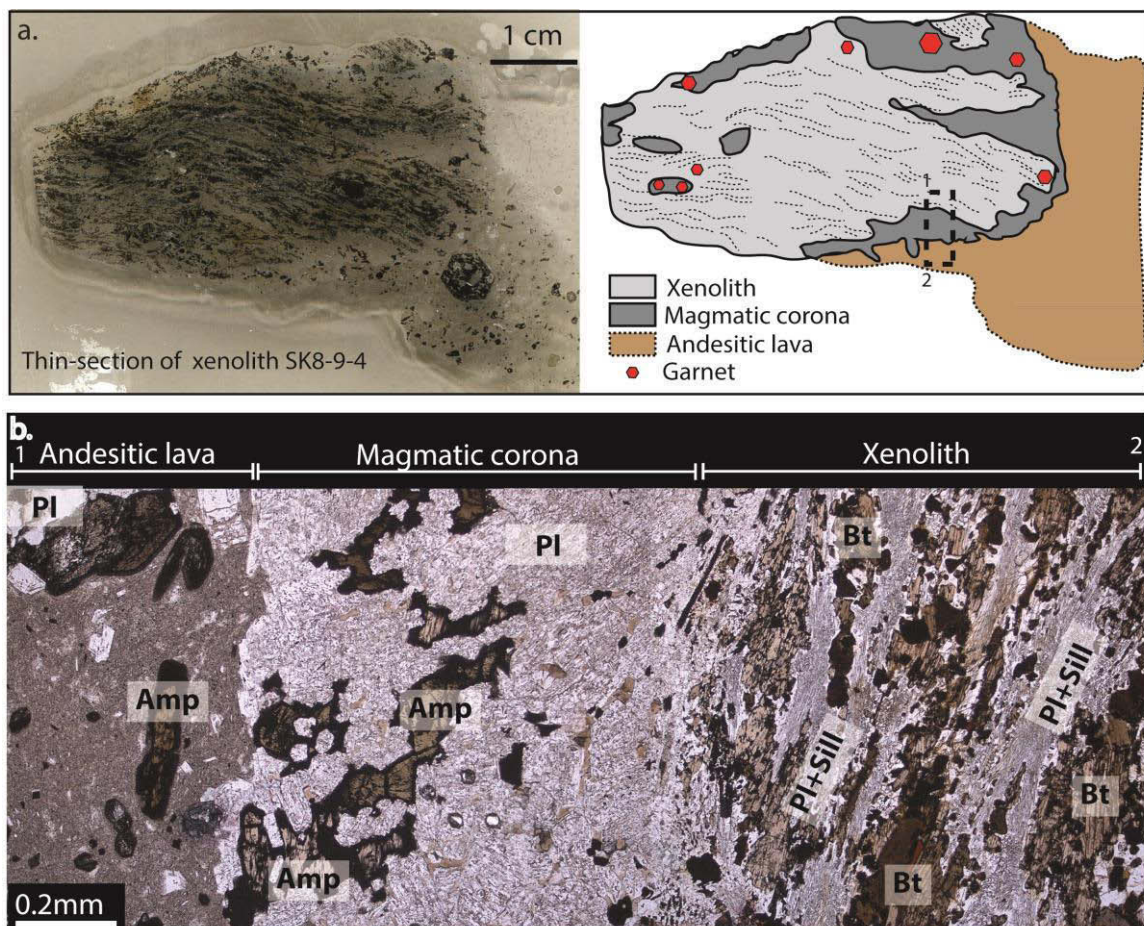 a.
1 cm
Thin-section of xenolith SK8-9-4
1
2
Xenolith
Magmatic corona
Andesitic lava
Garnet
b.
1 Andesitic lava Magmatic corona Xenolith 2
Pl
Pl
Bt
Amp
Amp
Pl+Sill
Pl+Sill
Bt
Amp
Bt
0.2mm